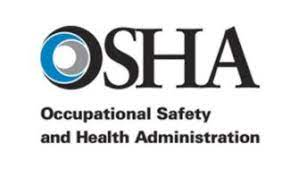 OSHA
Occupational Safety
and Health Administration